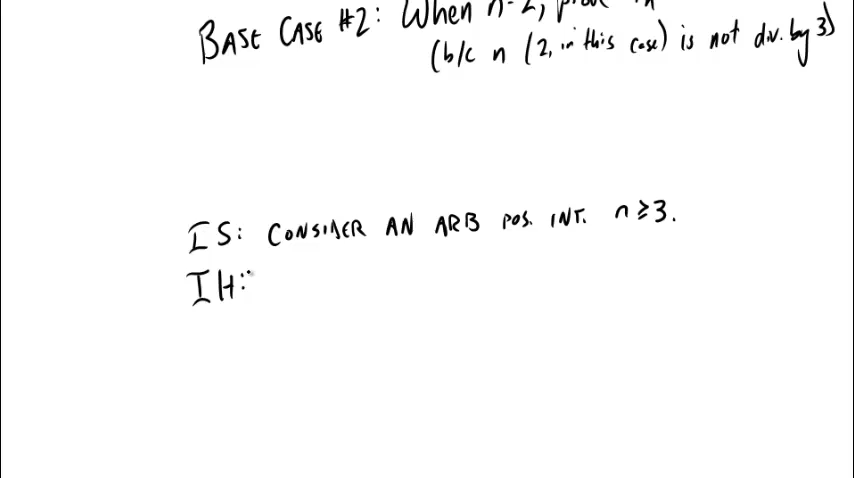 BASE CASE #2: When n=2,
(b/c n (2, in this case) is not div. by 3)
IS: CONSIDER AN ARB POS. INT. n ≥ 3.
IH: